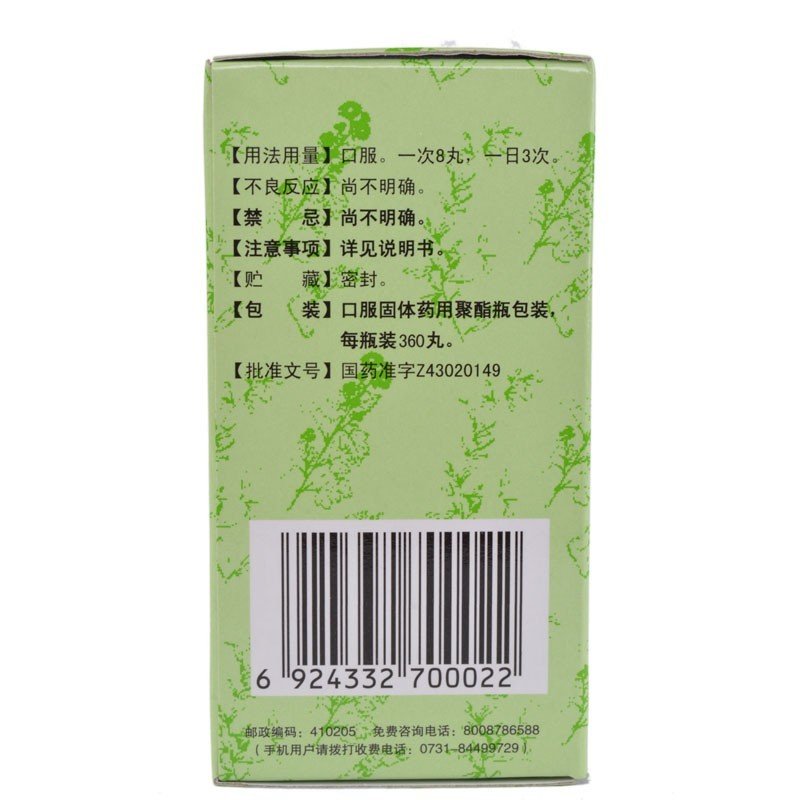 【用法用量】口服。一次8丸，一日3次。
【不良反应】尚不明确。
【禁　　忌】尚不明确。
【注意事项】详见说明书。
【贮　　藏】密封。
【包　　装】口服固体药用聚酯瓶包装，
每瓶装360丸。
【批准文号】国药准字Z43020149
6 924332 700022
邮政编码：410205　免费咨询电话：8008786588
（手机用户请拨打收费电话：0731-84499729）